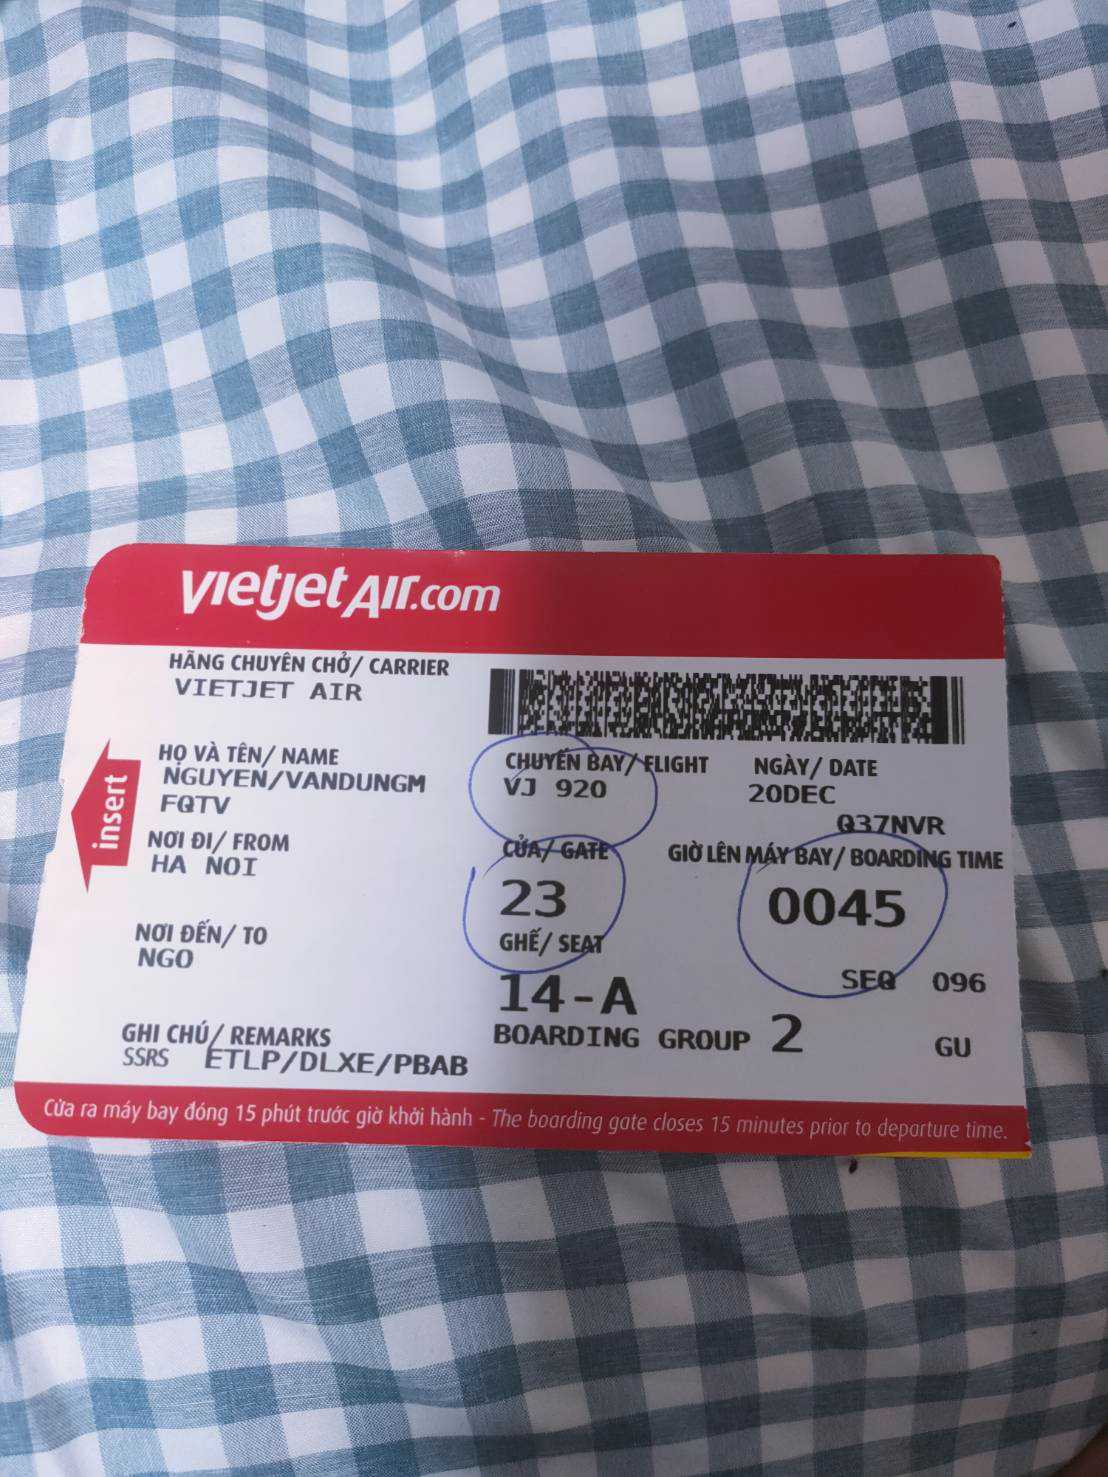 vietjetAir.com
HÃNG CHUYÊN CHỞ/ CARRIER
VIETJET AIR
HỌ VÀ TÊN/ NAME
NGUYEN/VANDUNGM
FQTV
NƠI ĐI/ FROM
HA NOI
NƠI ĐẾN/ TO
NGO
GHI CHÚ/ REMARKS
SSRS ETLP/DLXE/PBAB
insert
CHUYẾN BAY/ FLIGHT
VJ 920
NGÀY/ DATE
20DEC
Q37NVR
CỬA/ GATE
23
GIỜ LÊN MÁY BAY/ BOARDING TIME
0045
GHẾ/ SEAT
14-A
SEQ 096
BOARDING GROUP 2
GU
Cửa ra máy bay đóng 15 phút trước giờ khởi hành - The boarding gate closes 15 minutes prior to departure time.